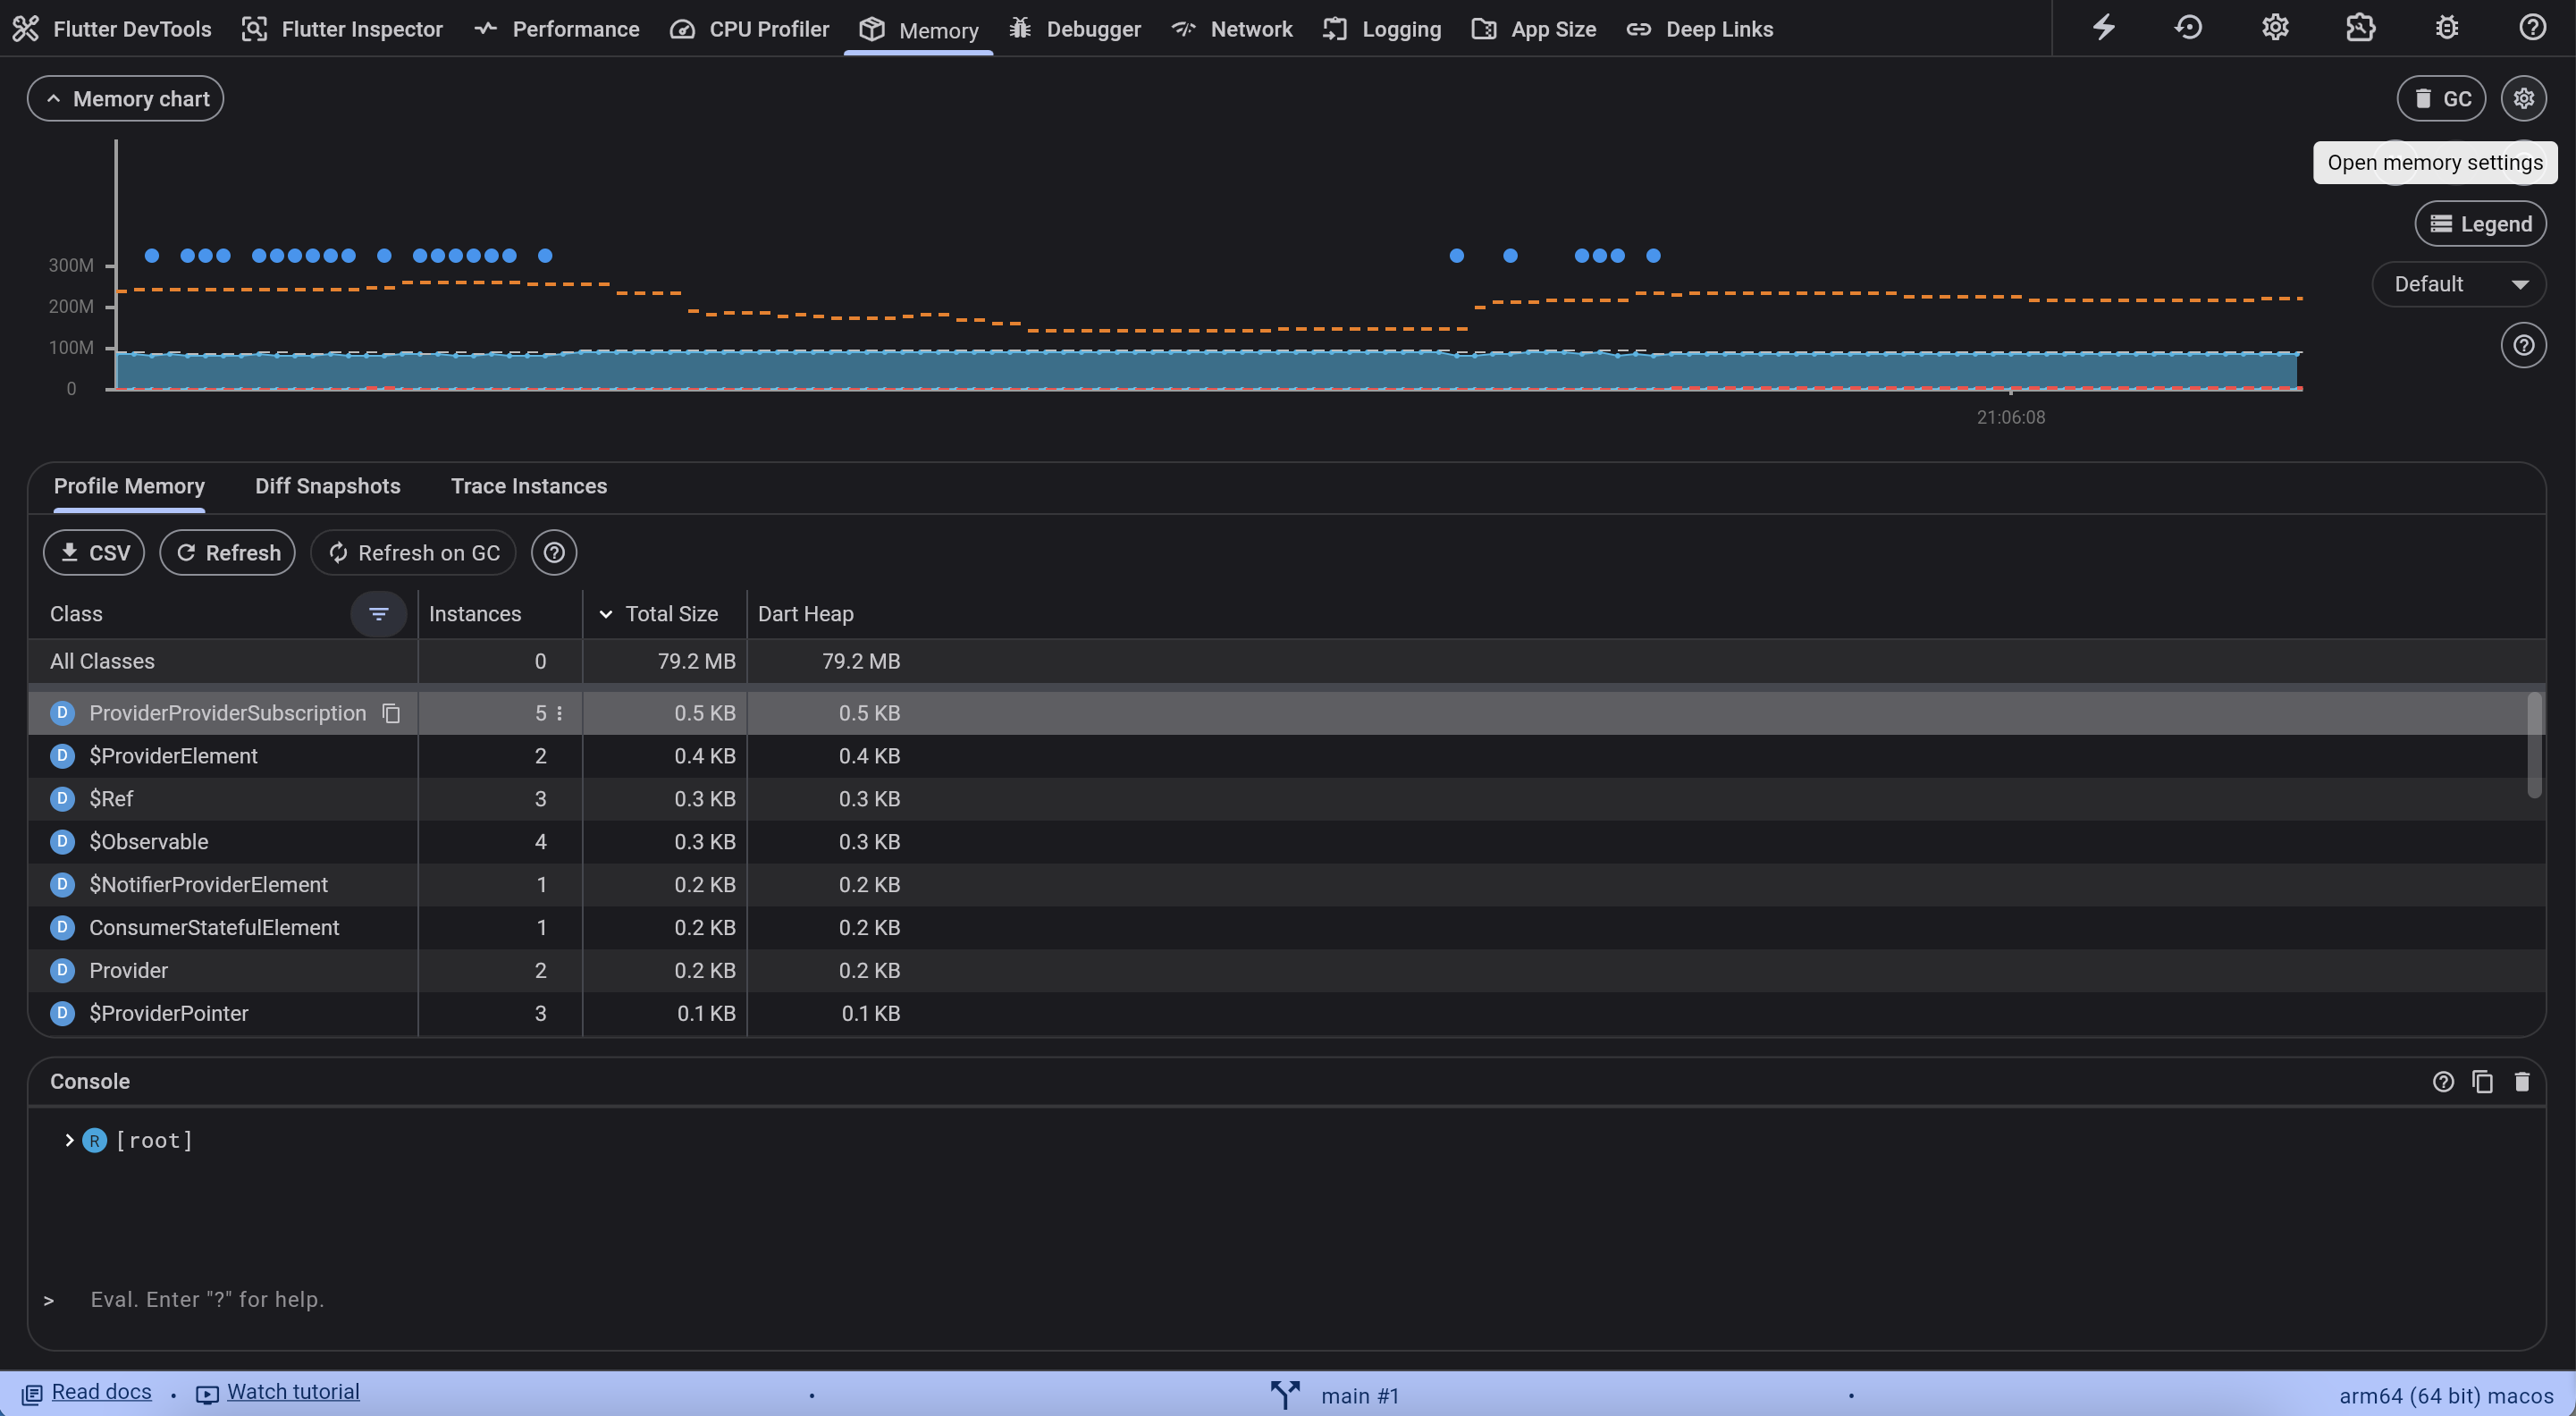 Flutter DevTools Flutter Inspector Performance CPU Profiler Memory Debugger Network Logging App Size Deep Links
Memory chart GC
Open memory settings
Legend
Default
300M
200M
100M
0
21:06:08
Profile Memory Diff Snapshots Trace Instances
CSV Refresh Refresh on GC
Class Instances Total Size Dart Heap
All Classes 0 79.2 MB 79.2 MB
D ProviderProviderSubscription 5 0.5 KB 0.5 KB
D $ProviderElement 2 0.4 KB 0.4 KB
D $Ref 3 0.3 KB 0.3 KB
D $Observable 4 0.3 KB 0.3 KB
D $NotifierProviderElement 1 0.2 KB 0.2 KB
D ConsumerStatefulElement 1 0.2 KB 0.2 KB
D Provider 2 0.2 KB 0.2 KB
D $ProviderPointer 3 0.1 KB 0.1 KB
Console
R [root]
> Eval. Enter "?" for help.
Read docs • Watch tutorial • main #1 • arm64 (64 bit) macos